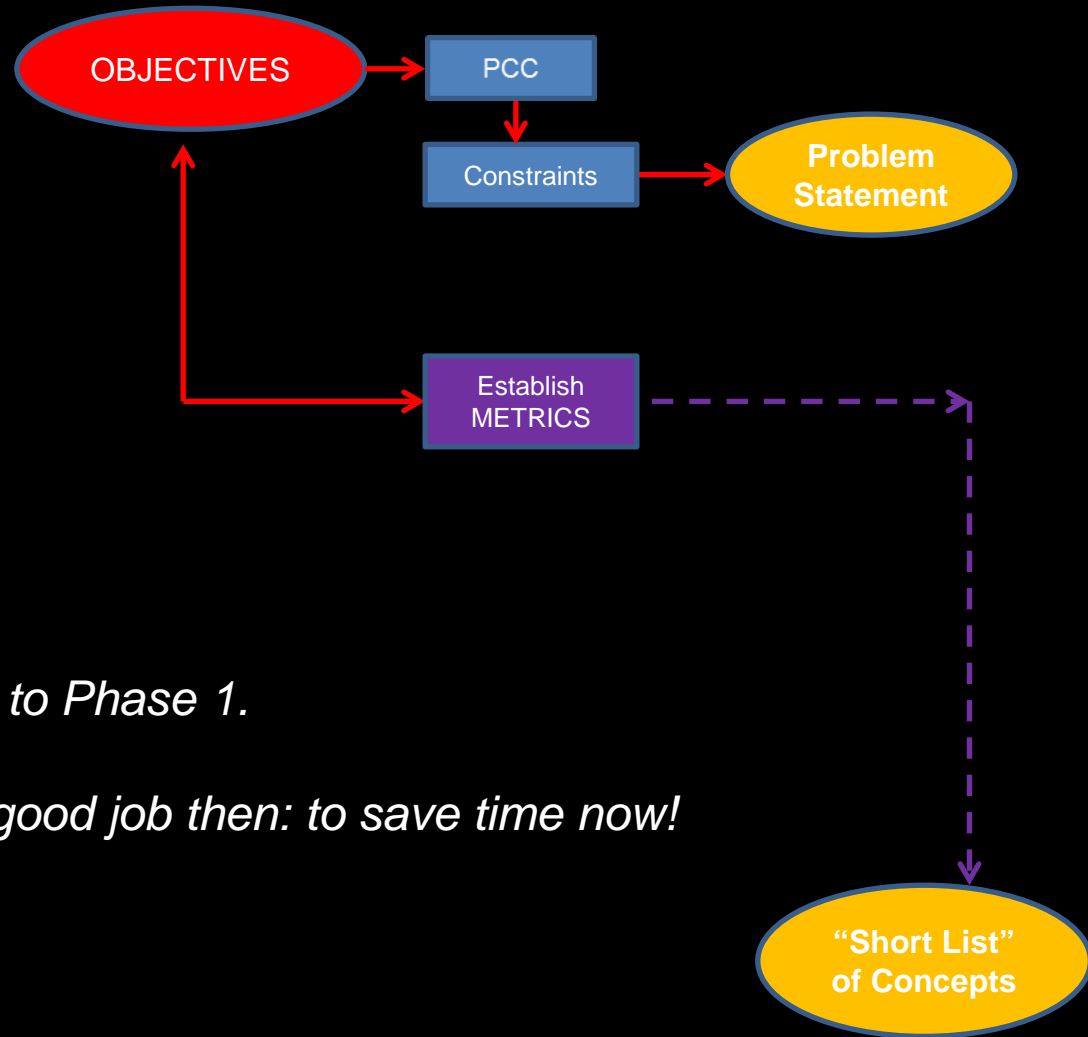 OBJECTIVES
PCC
Constraints
Problem
Statement
Establish
METRICS
to Phase 1.
good job then: to save time now!
“Short List”
of Concepts